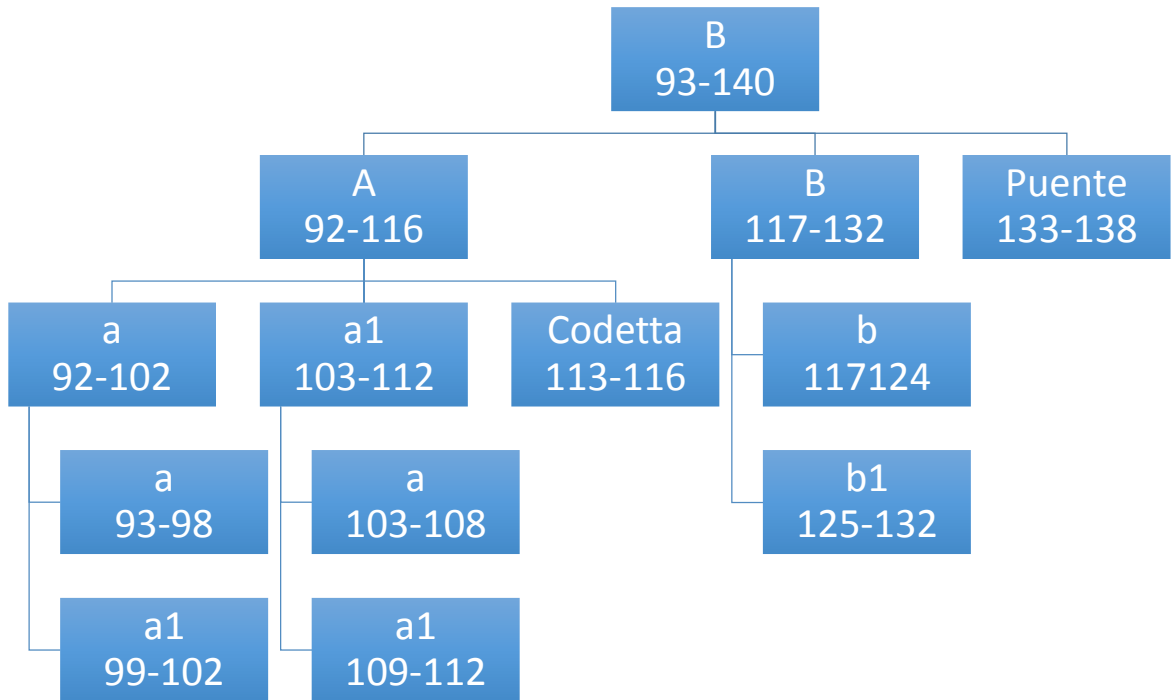 B
93-140
A
92-116
B
117-132
Puente
133-138
a
92-102
a1
103-112
Codetta
113-116
b
117124
a
93-98
a
103-108
b1
125-132
a1
99-102
a1
109-112